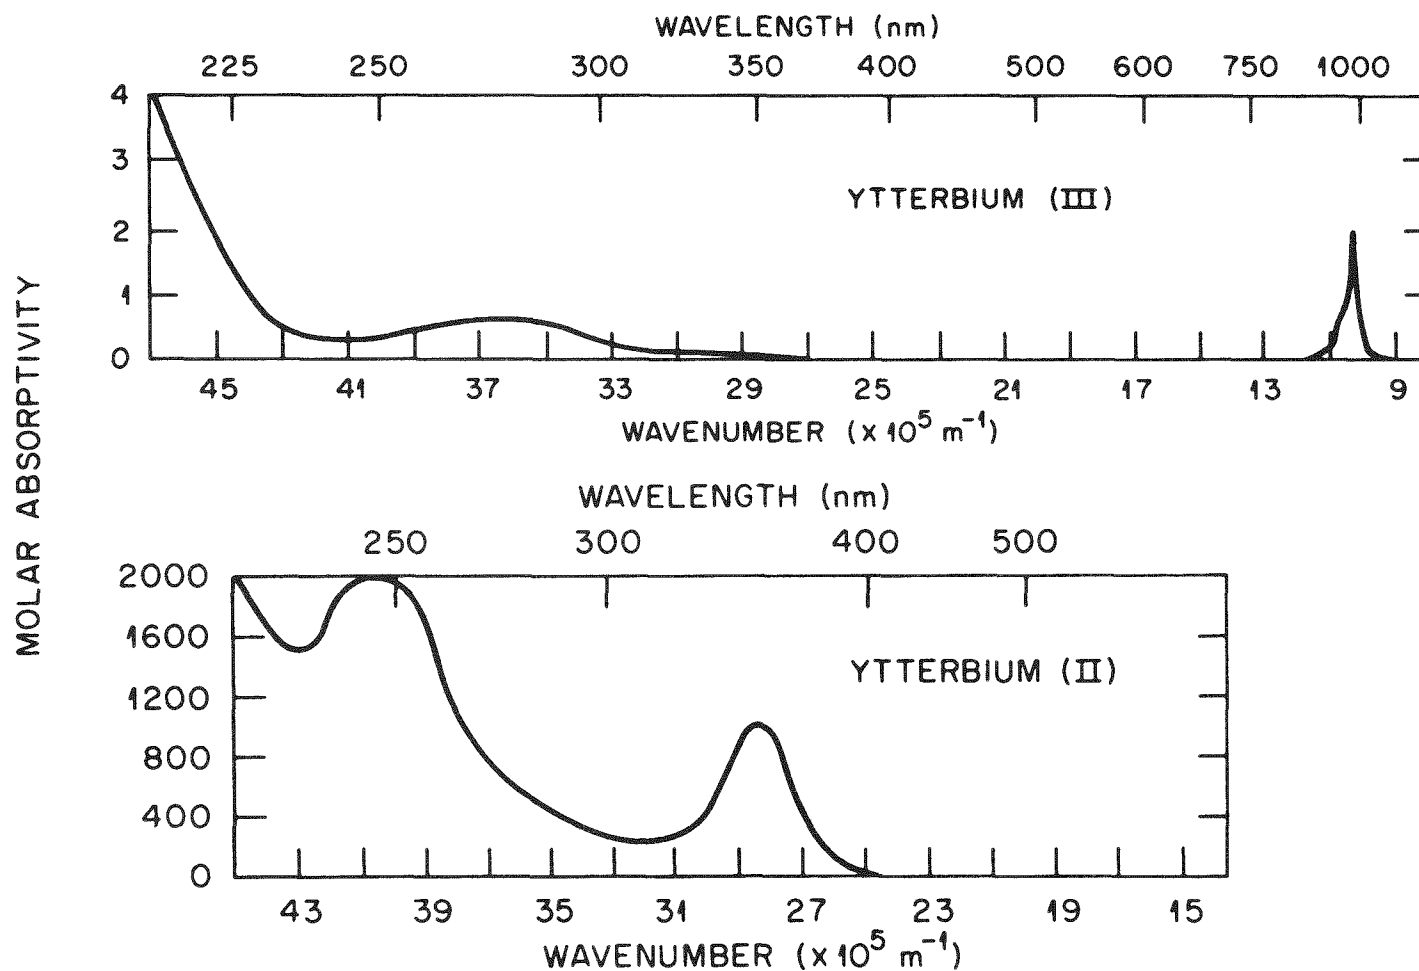 WAVELENGTH (nm)
225 250 300 350 400 500 600 750 1000
4
3
YTTERBIUM (III)
2
1
0
45 41 37 33 29 25 21 17 13 9
WAVENUMBER (×10⁵ m⁻¹)
MOLAR ABSORPTIVITY
WAVELENGTH (nm)
250 300 400 500
2000
1600
YTTERBIUM (II)
1200
800
400
0
43 39 35 31 27 23 19 15
WAVENUMBER (×10⁵ m⁻¹)